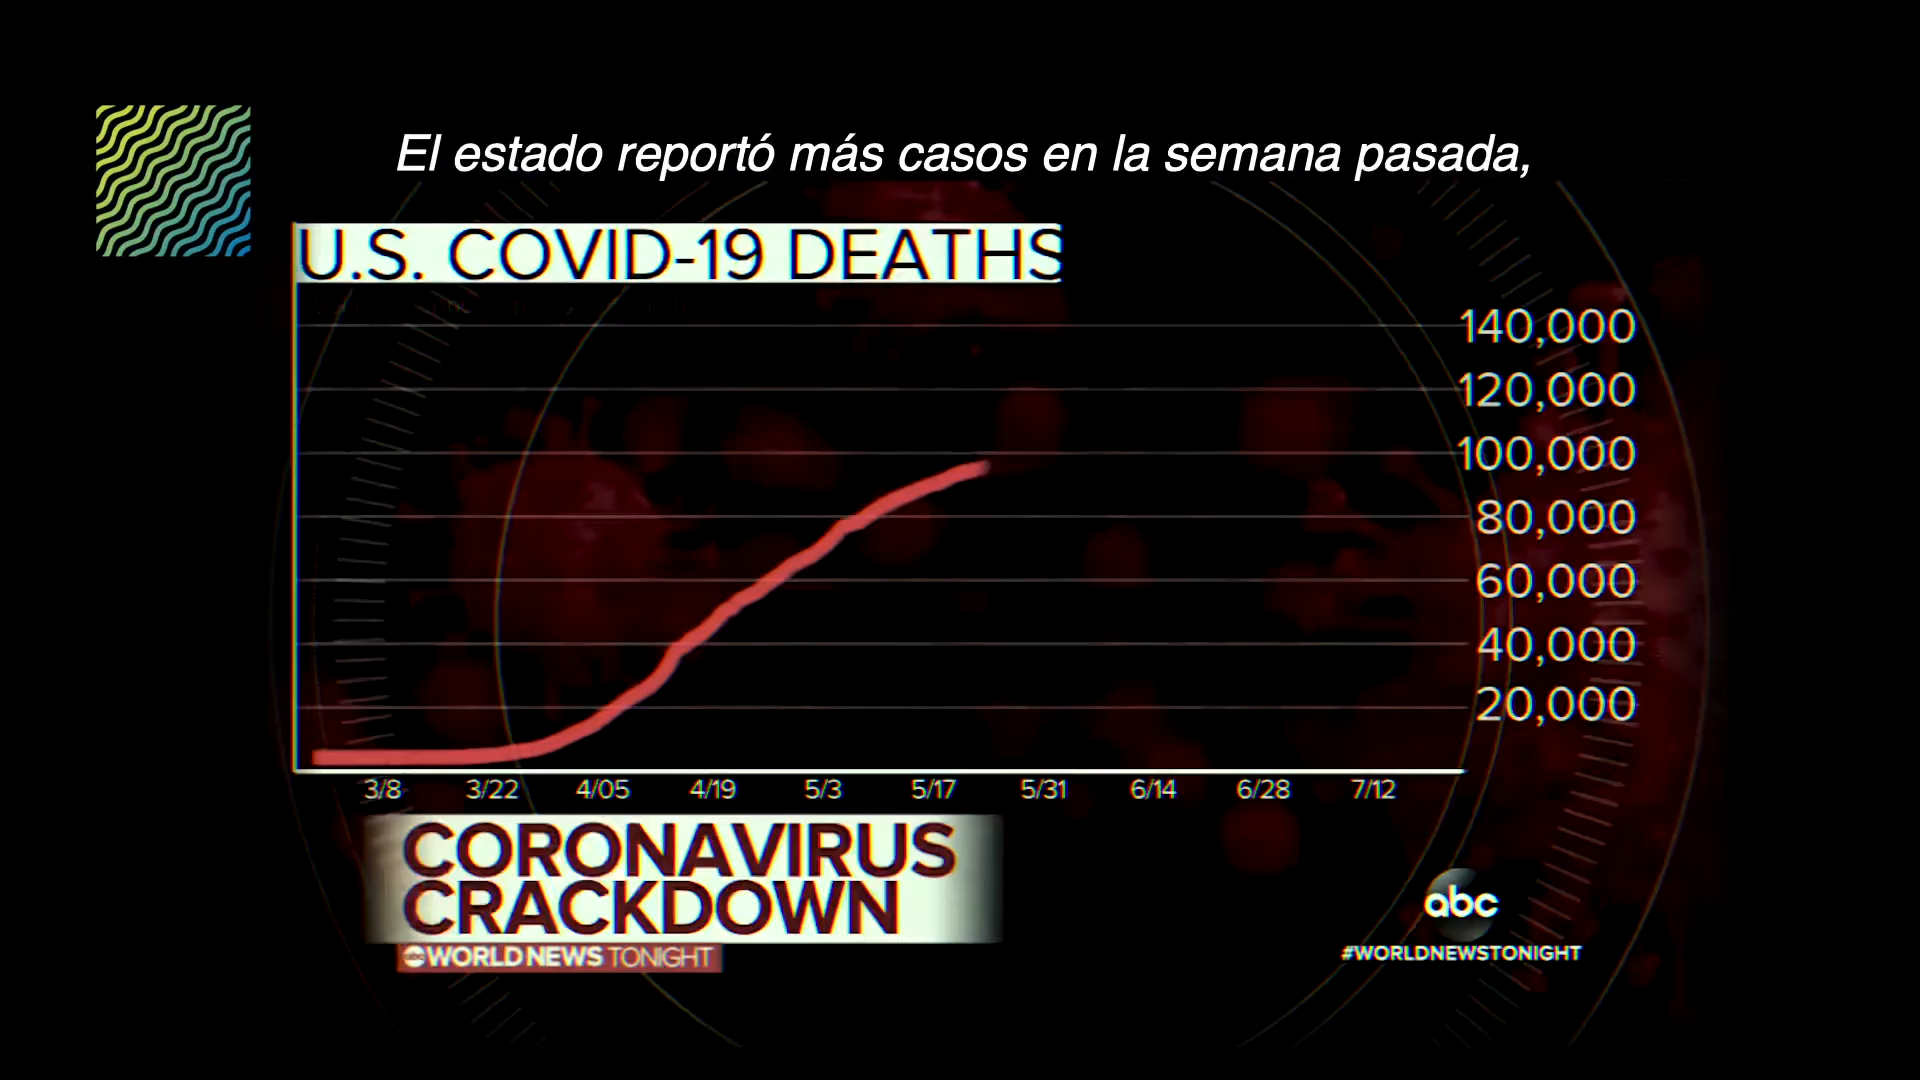 El estado reportó más casos en la semana pasada,
U.S. COVID-19 DEATHS
140,000
120,000
100,000
80,000
60,000
40,000
20,000
3/8 3/22 4/05 4/19 5/3 5/17 5/31 6/14 6/28 7/12
CORONAVIRUS
CRACKDOWN
abc WORLD NEWS TONIGHT
abc
#WORLDNEWSTONIGHT